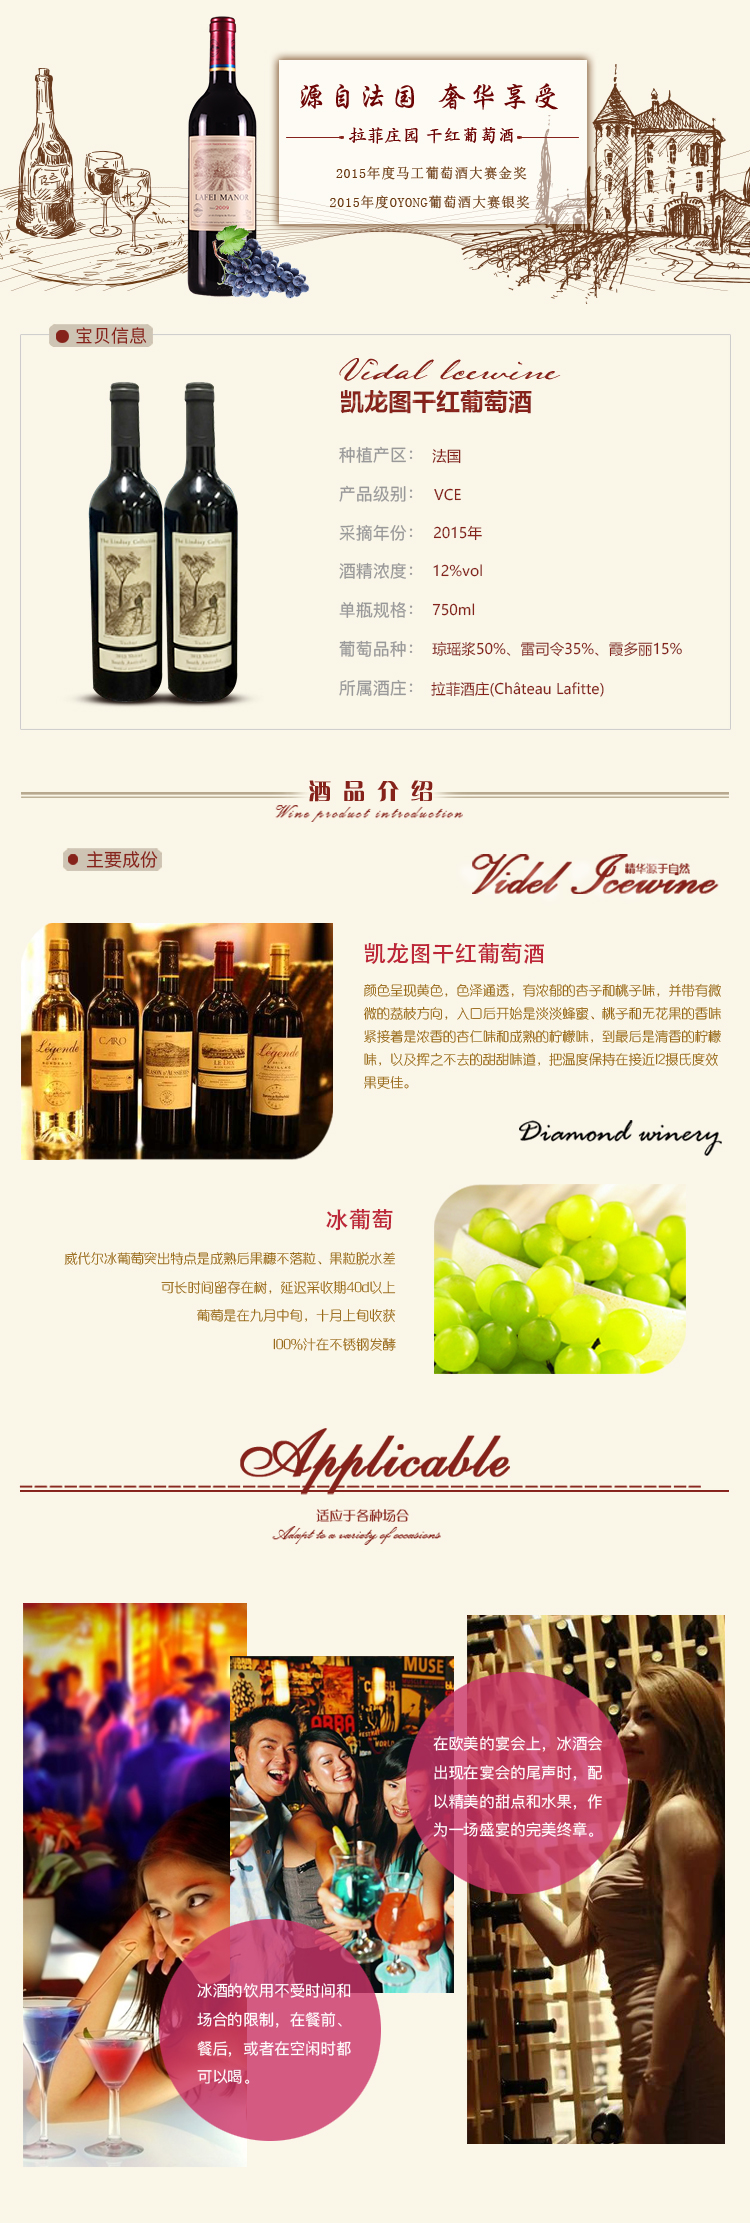 源自法国 奢华享受
拉菲庄园 干红葡萄酒
2015年度马工葡萄酒大赛金奖
2015年度OYONG葡萄酒大赛银奖
LAFEI MANOR
2009
宝贝信息
Vidal lcewine
凯龙图干红葡萄酒
种植产区： 法国
产品级别： VCE
采摘年份： 2015年
酒精浓度： 12%vol
单瓶规格： 750ml
葡萄品种： 琼瑶浆50%、雷司令35%、霞多丽15%
所属酒庄： 拉菲酒庄(Château Lafitte)
The Lindsay Collection
The Lindsay Collection
South Australia
South Australia
酒品介绍
Wine product introduction
主要成份
Videl Icewine
精华源于自然
Légende
CARO
Légende
凯龙图干红葡萄酒
颜色呈现黄色，色泽通透，有浓郁的杏子和桃子味，并带有微
微的荔枝方向，入口后开始是淡淡蜂蜜、桃子和无花果的香味
紧接着是浓香的杏仁味和成熟的柠檬味，到最后是清香的柠檬
味，以及挥之不去的甜甜味道，把温度保持在接近12摄氏度效
果更佳。
Diamond winery
冰葡萄
威代尔冰葡萄突出特点是成熟后果穗不落粒、果粒脱水差
可长时间留存在树，延迟采收期40d以上
葡萄是在九月中旬，十月上旬收获
100%汁在不锈钢发酵
Applicable
适应于各种场合
Adapt to a variety of occasions
MUSE
ABBA
在欧美的宴会上，冰酒会
出现在宴会的尾声时，配
以精美的甜点和水果，作
为一场盛宴的完美终章。
冰酒的饮用不受时间和
场合的限制，在餐前、
餐后，或者在空闲时都
可以喝。